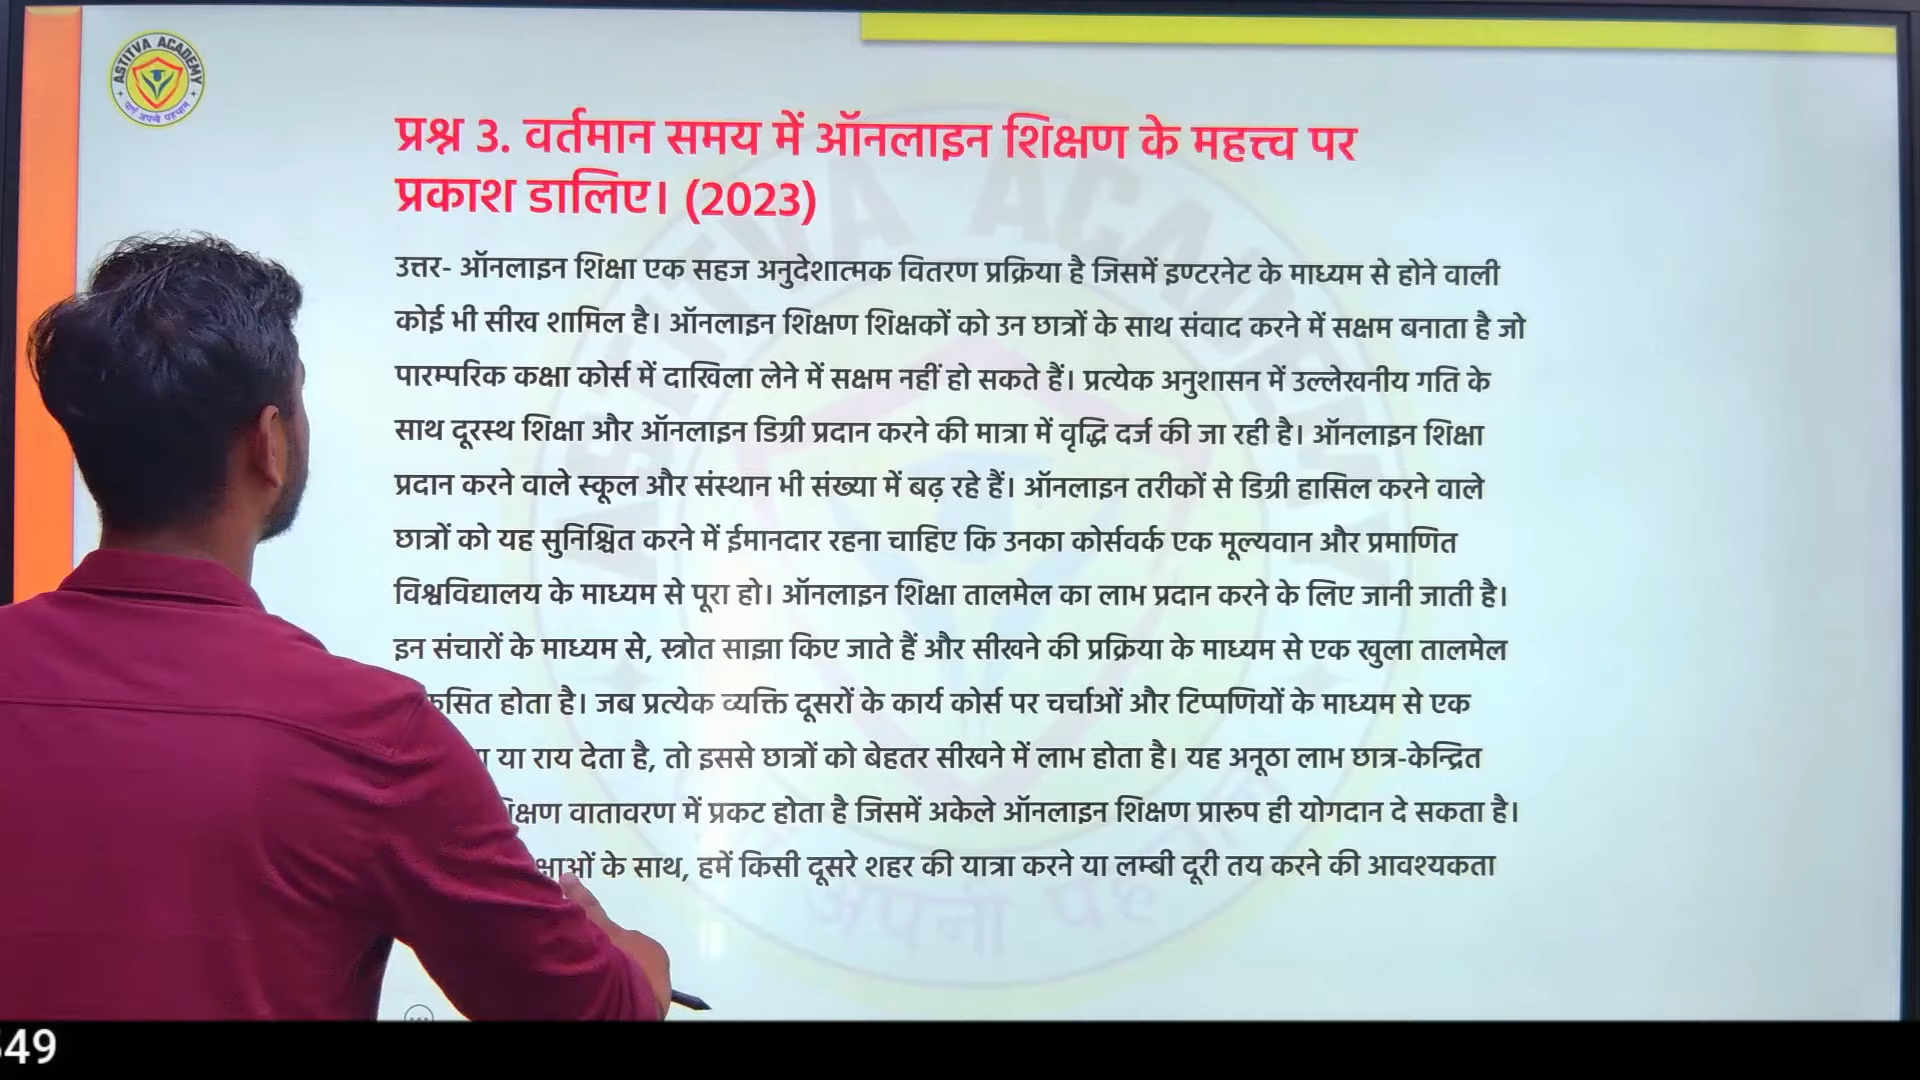 ASTITVA ACADEMY
प्रश्न 3. वर्तमान समय में ऑनलाइन शिक्षण के महत्त्व पर
प्रकाश डालिए। (2023)
उत्तर- ऑनलाइन शिक्षा एक सहज अनुदेशात्मक वितरण प्रक्रिया है जिसमें इण्टरनेट के माध्यम से होने वाली
कोई भी सीख शामिल है। ऑनलाइन शिक्षण शिक्षकों को उन छात्रों के साथ संवाद करने में सक्षम बनाता है जो
पारम्परिक कक्षा कोर्स में दाखिला लेने में सक्षम नहीं हो सकते हैं। प्रत्येक अनुशासन में उल्लेखनीय गति के
साथ दूरस्थ शिक्षा और ऑनलाइन डिग्री प्रदान करने की मात्रा में वृद्धि दर्ज की जा रही है। ऑनलाइन शिक्षा
प्रदान करने वाले स्कूल और संस्थान भी संख्या में बढ़ रहे हैं। ऑनलाइन तरीकों से डिग्री हासिल करने वाले
छात्रों को यह सुनिश्चित करने में ईमानदार रहना चाहिए कि उनका कोर्सवर्क एक मूल्यवान और प्रमाणित
विश्वविद्यालय के माध्यम से पूरा हो। ऑनलाइन शिक्षा तालमेल का लाभ प्रदान करने के लिए जानी जाती है।
इन संचारों के माध्यम से, स्त्रोत साझा किए जाते हैं और सीखने की प्रक्रिया के माध्यम से एक खुला तालमेल
होता है। जब प्रत्येक व्यक्ति दूसरों के कार्य कोर्स पर चर्चाओं और टिप्पणियों के माध्यम से एक
या राय देता है, तो इससे छात्रों को बेहतर सीखने में लाभ होता है। यह अनूठा लाभ छात्र-केन्द्रित
वातावरण में प्रकट होता है जिसमें अकेले ऑनलाइन शिक्षण प्रारूप ही योगदान दे सकता है।
के साथ, हमें किसी दूसरे शहर की यात्रा करने या लम्बी दूरी तय करने की आवश्यकता
49